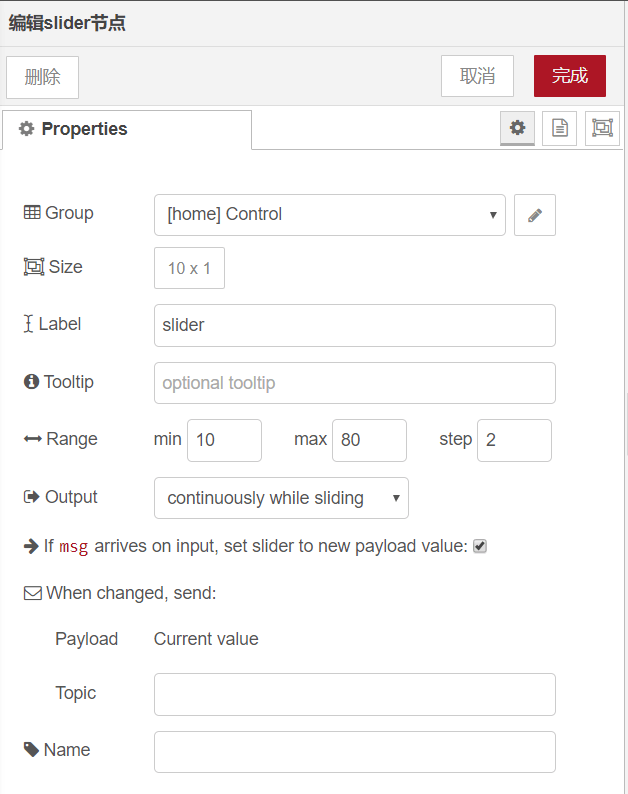 编辑slider节点
删除 取消 完成
Properties
Group [home] Control
Size 10 x 1
Label slider
Tooltip optional tooltip
Range min 10 max 80 step 2
Output continuously while sliding
If msg arrives on input, set slider to new payload value:
When changed, send:
Payload Current value
Topic
Name